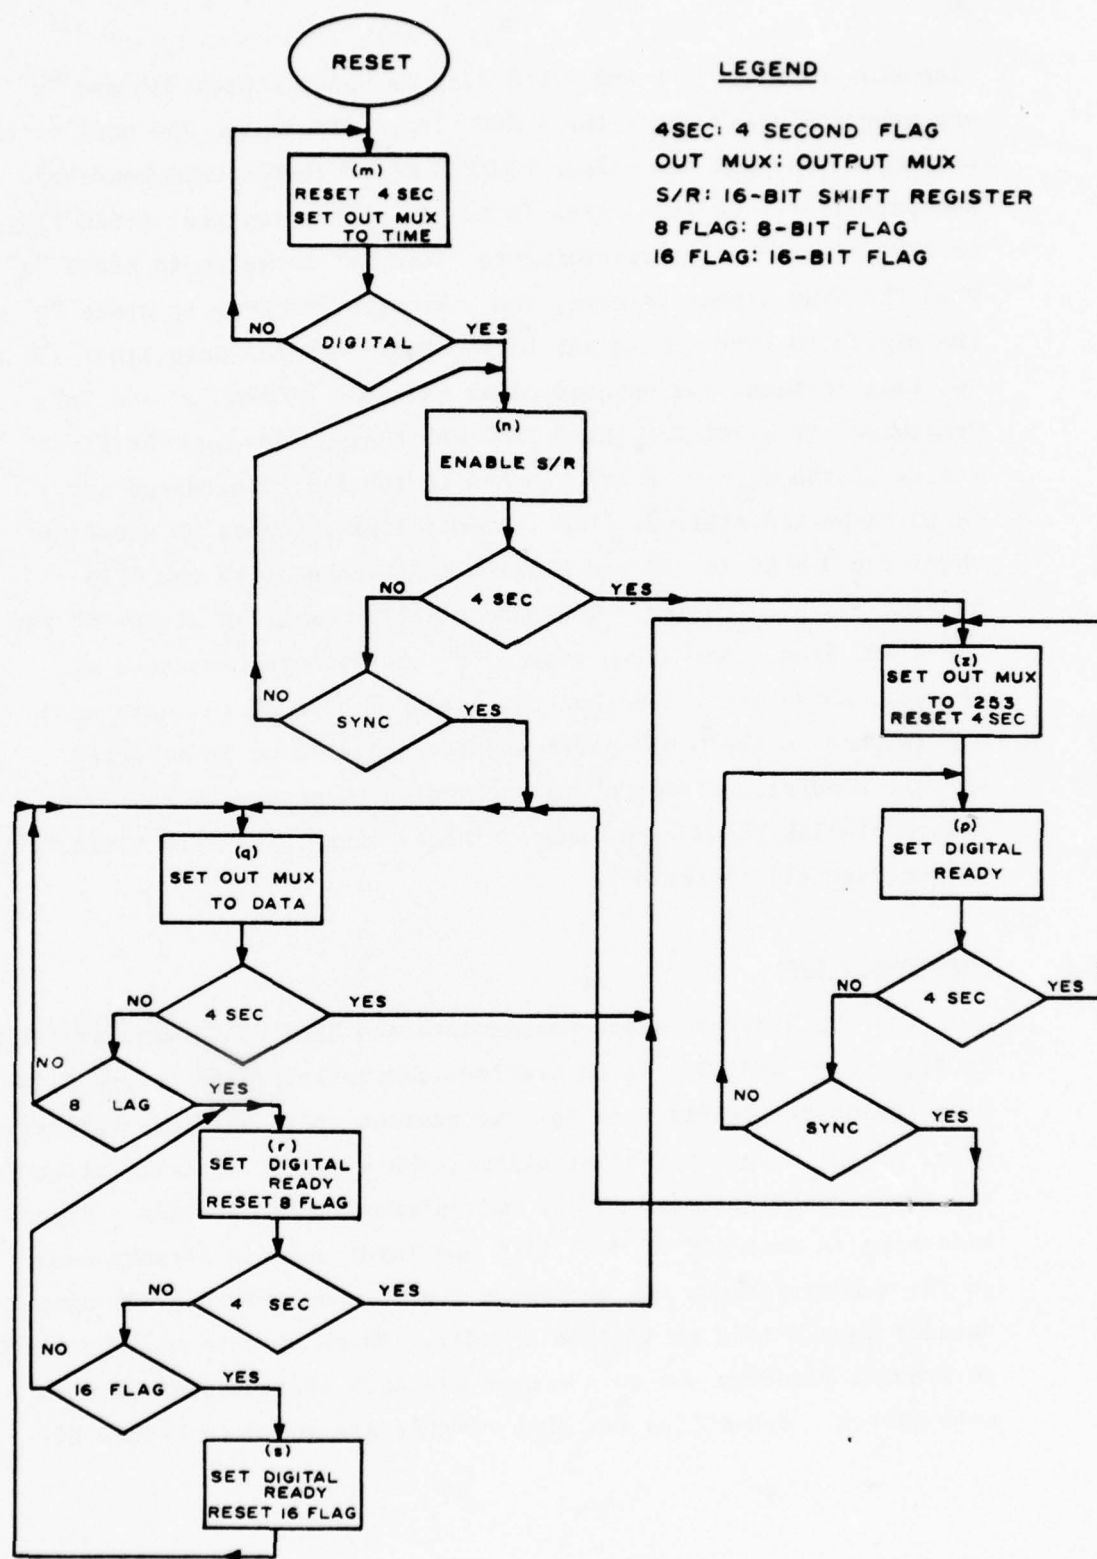 RESET
LEGEND
4SEC: 4 SECOND FLAG
OUT MUX: OUTPUT MUX
S/R: 16-BIT SHIFT REGISTER
8 FLAG: 8-BIT FLAG
16 FLAG: 16-BIT FLAG
(m)
RESET 4 SEC
SET OUT MUX
TO TIME
NO
DIGITAL
YES
(n)
ENABLE S/R
NO
4 SEC
YES
NO
SYNC
YES
(z)
SET OUT MUX
TO 253
RESET 4 SEC
(p)
SET DIGITAL
READY
NO
4 SEC
YES
SYNC
YES
(q)
SET OUT MUX
TO DATA
NO
4 SEC
YES
NO
8 LAG
YES
(r)
SET DIGITAL
READY
RESET 8 FLAG
NO
4 SEC
YES
NO
16 FLAG
YES
(s)
SET DIGITAL
READY
RESET 16 FLAG